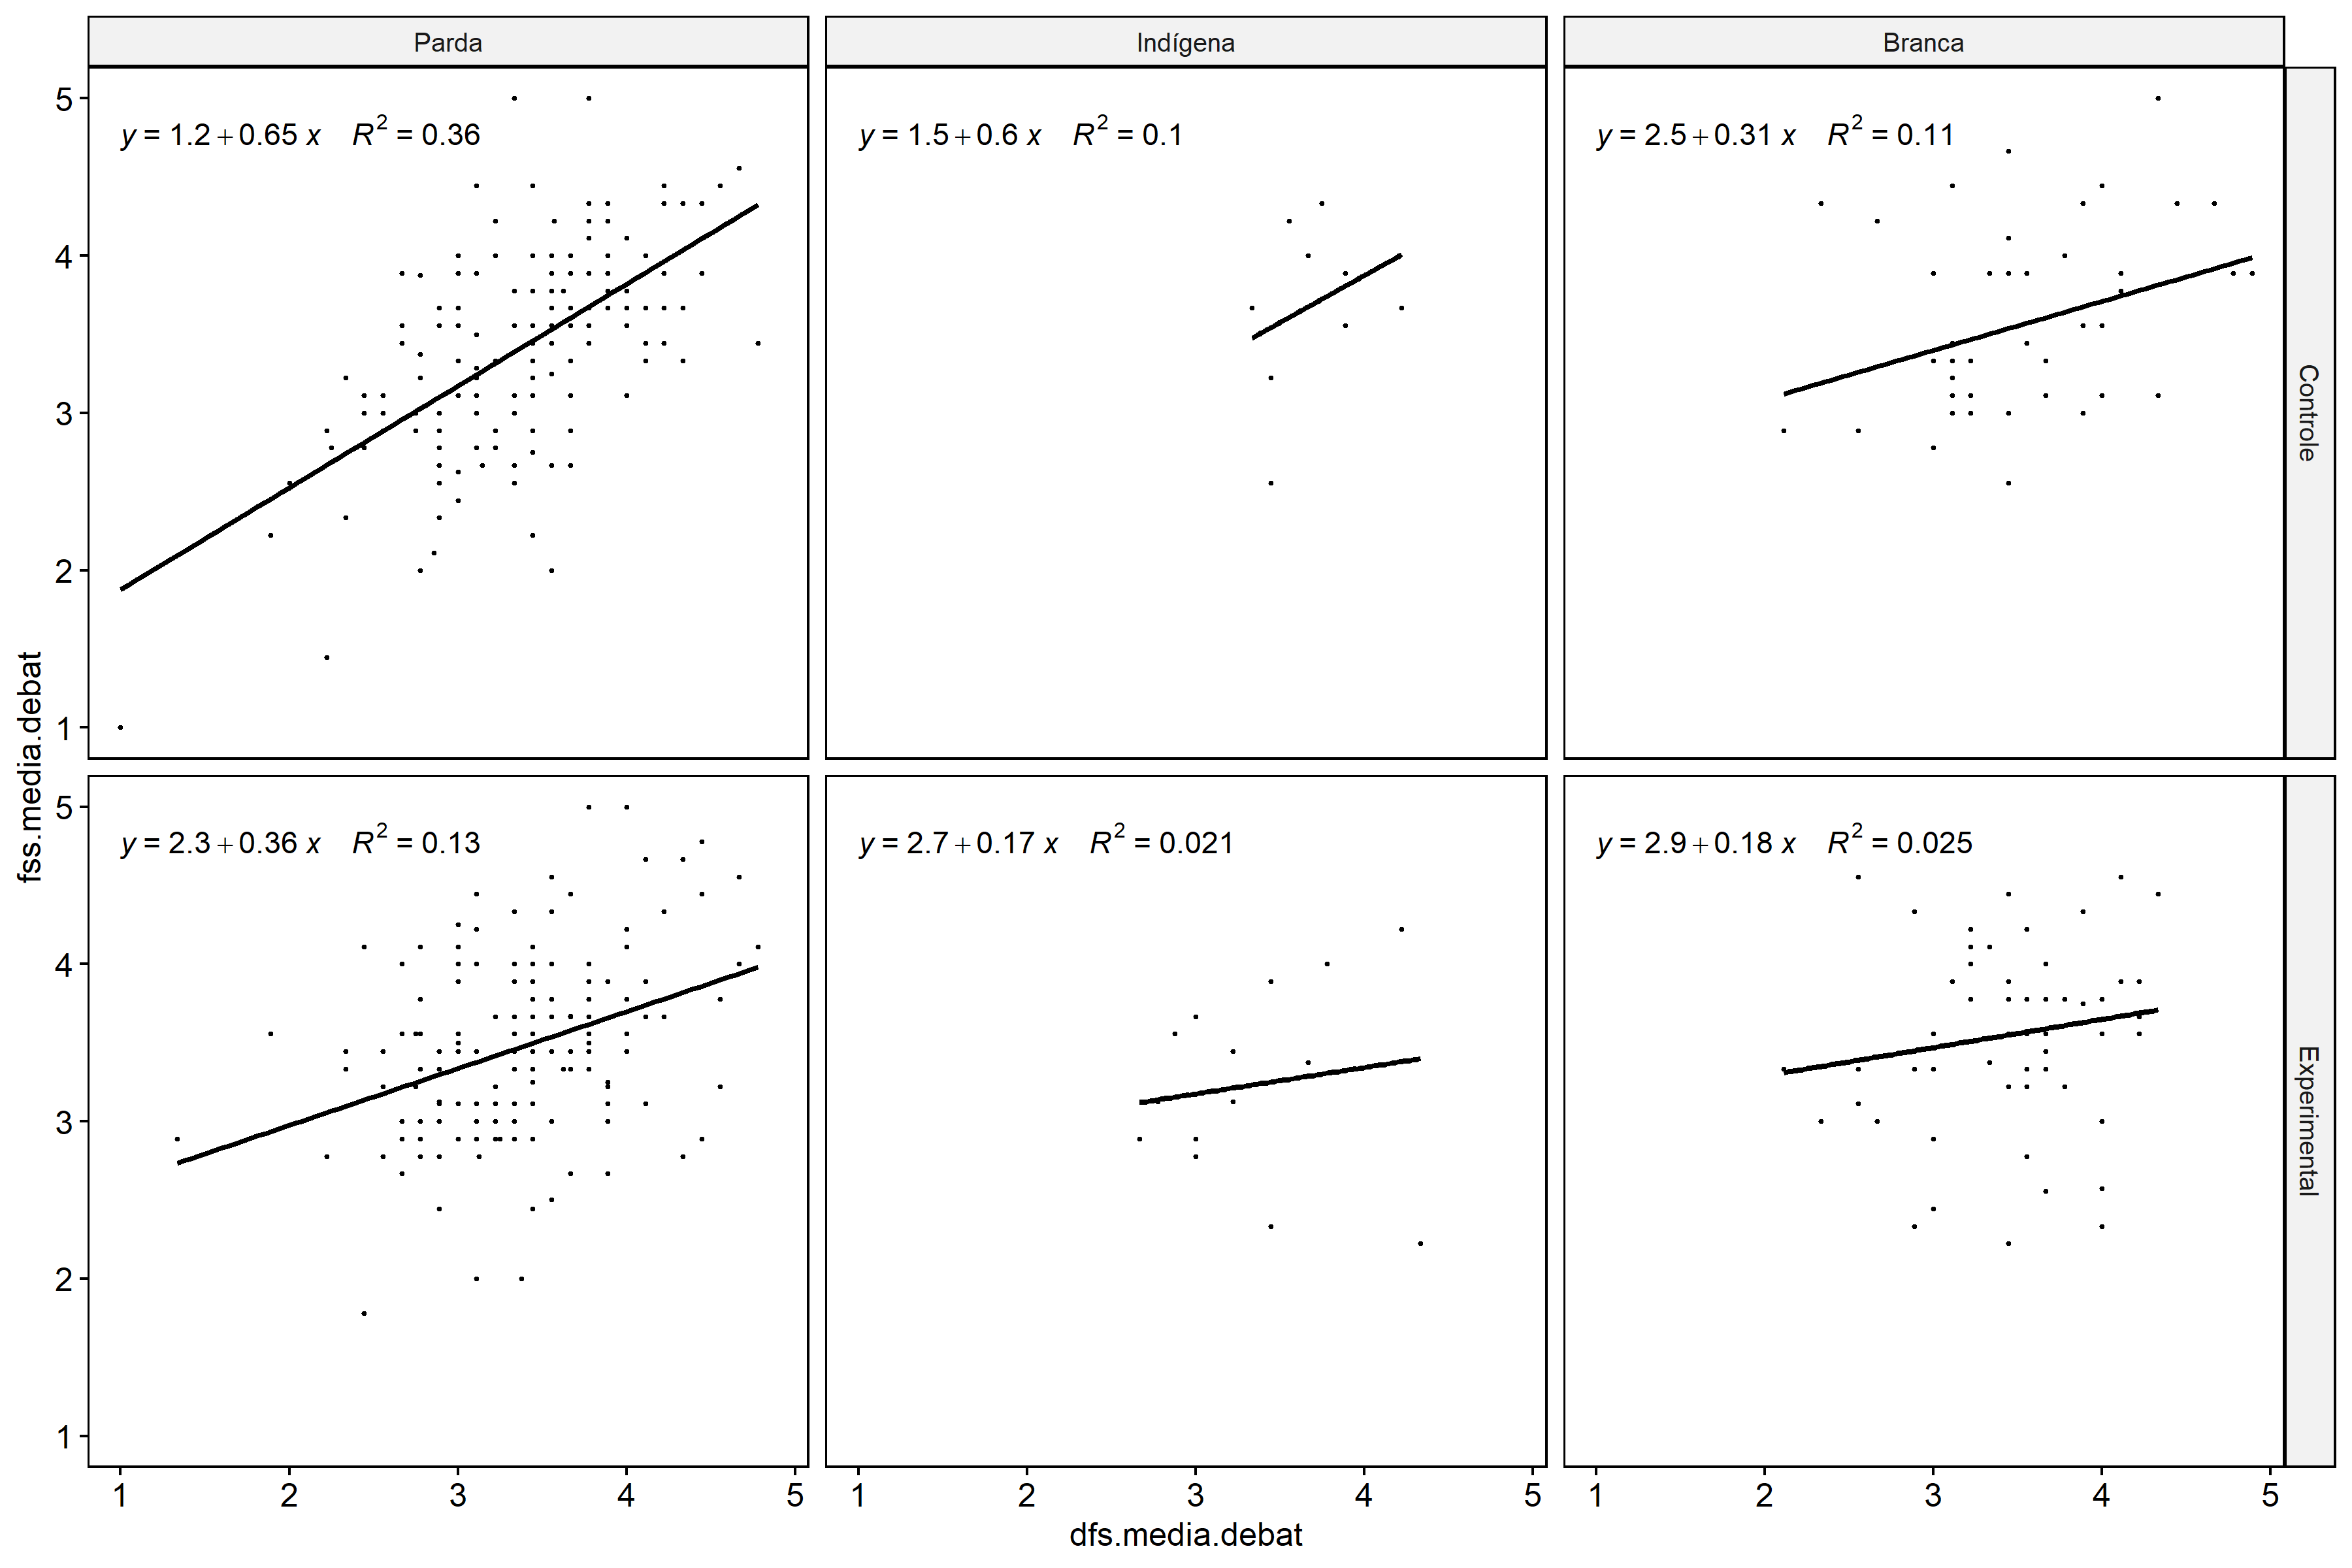 Parda
Indígena
Branca
y = 1.2 + 0.65 x R² = 0.36
y = 1.5 + 0.6 x R² = 0.1
y = 2.5 + 0.31 x R² = 0.11
5
4
3
2
1
Controle
y = 2.3 + 0.36 x R² = 0.13
y = 2.7 + 0.17 x R² = 0.021
y = 2.9 + 0.18 x R² = 0.025
5
4
3
2
1
Experimental
fss.media.debat
1 2 3 4 5
1 2 3 4 5
1 2 3 4 5
dfs.media.debat